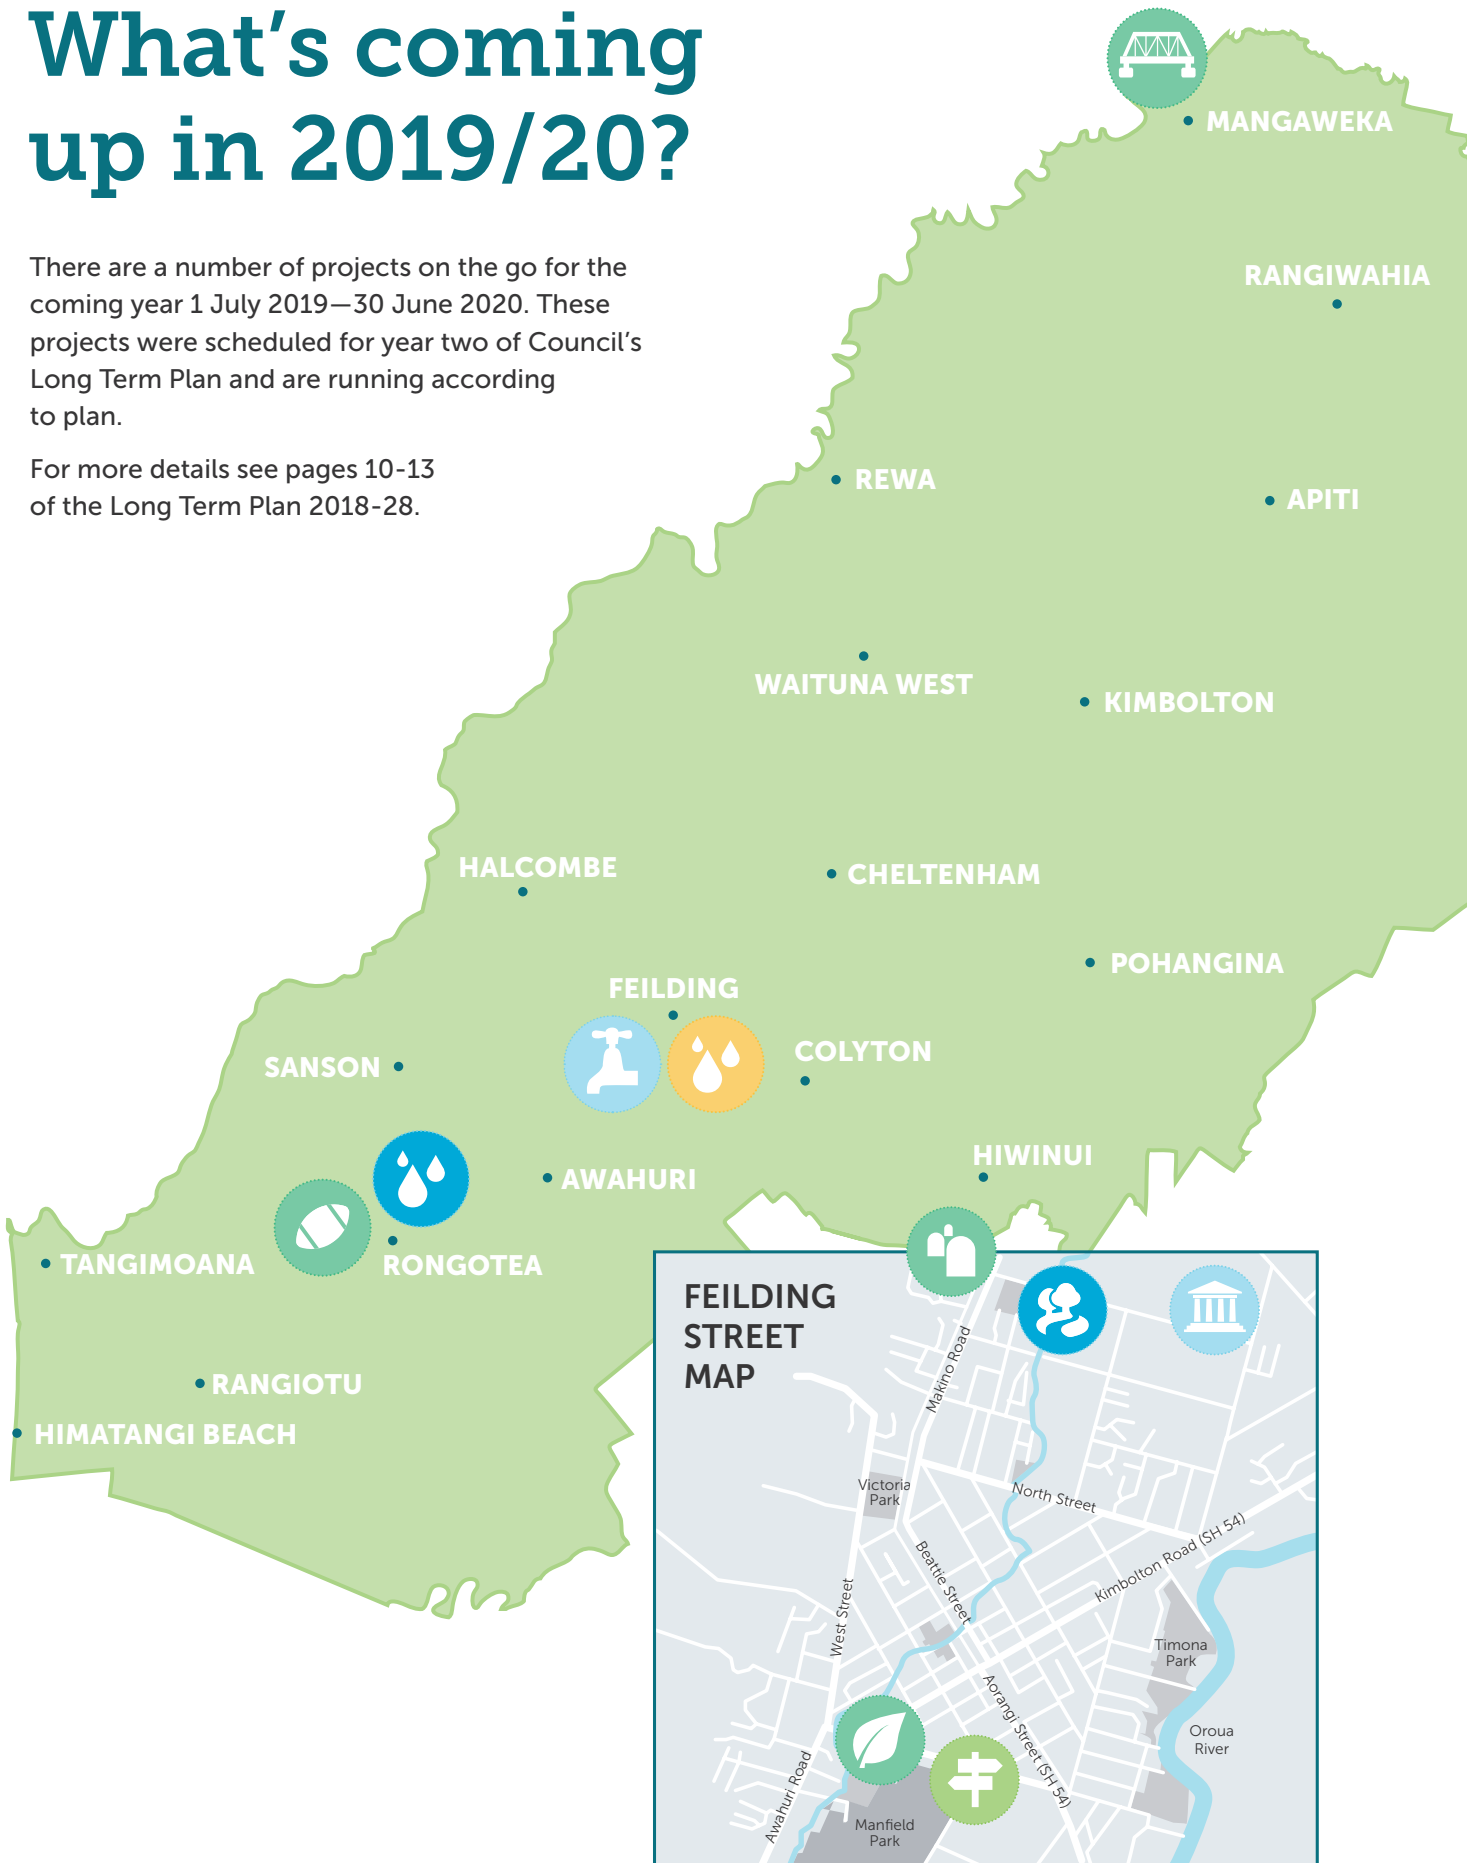 What's coming
up in 2019/20?
There are a number of projects on the go for the
coming year 1 July 2019—30 June 2020. These
projects were scheduled for year two of Council's
Long Term Plan and are running according
to plan.
For more details see pages 10-13
of the Long Term Plan 2018-28.
MANGAWEKA
RANGIWAHIA
REWA
APITI
WAITUNA WEST
KIMBOLTON
HALCOMBE
CHELTENHAM
POHANGINA
FEILDING
COLYTON
SANSON
HIWINUI
AWAHURI
TANGIMOANA
RONGOTEA
RANGIOTU
HIMATANGI BEACH
FEILDING
STREET
MAP
Makino Road
Victoria
Park
North Street
Kimbolton Road (SH 54)
Beattie Street
West Street
Timona
Park
Aorangi Street (SH 54)
Oroua
River
Awahuri Road
Manfield
Park